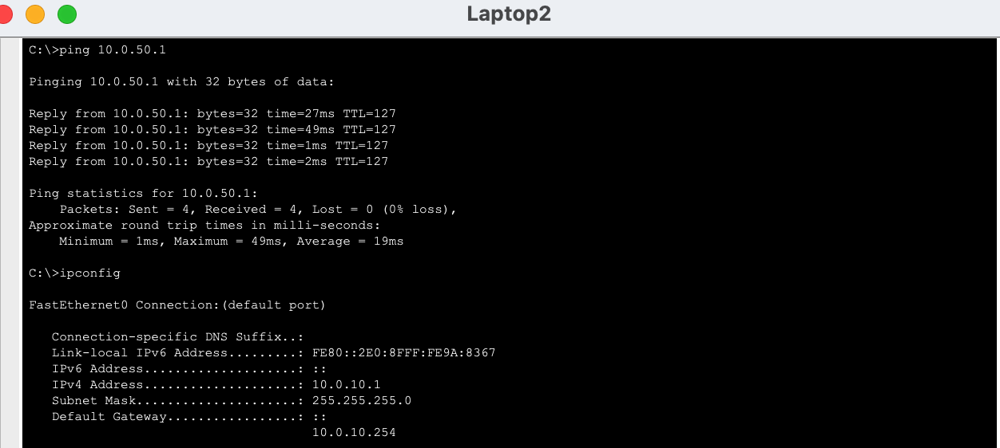 Laptop2
C:\>ping 10.0.50.1
Pinging 10.0.50.1 with 32 bytes of data:
Reply from 10.0.50.1: bytes=32 time=27ms TTL=127
Reply from 10.0.50.1: bytes=32 time=49ms TTL=127
Reply from 10.0.50.1: bytes=32 time=1ms TTL=127
Reply from 10.0.50.1: bytes=32 time=2ms TTL=127
Ping statistics for 10.0.50.1:
    Packets: Sent = 4, Received = 4, Lost = 0 (0% loss),
Approximate round trip times in milli-seconds:
    Minimum = 1ms, Maximum = 49ms, Average = 19ms
C:\>ipconfig
FastEthernet0 Connection:(default port)
   Connection-specific DNS Suffix..:
   Link-local IPv6 Address.........: FE80::2E0:8FFF:FE9A:8367
   IPv6 Address....................: ::
   IPv4 Address....................: 10.0.10.1
   Subnet Mask.....................: 255.255.255.0
   Default Gateway.................: ::
                                     10.0.10.254